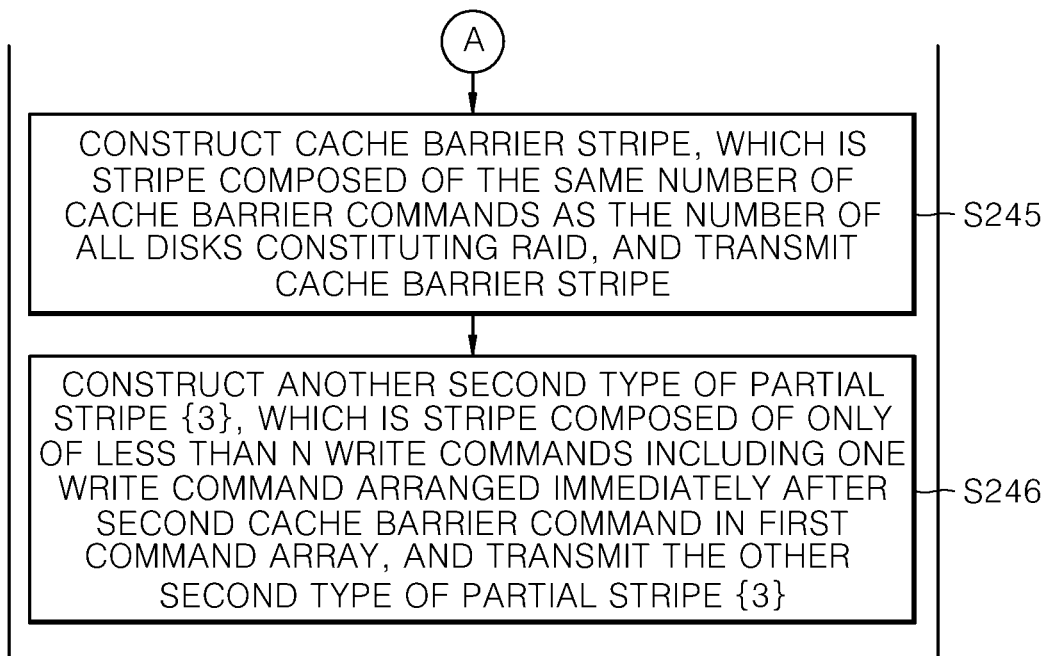 A
CONSTRUCT CACHE BARRIER STRIPE, WHICH IS
STRIPE COMPOSED OF THE SAME NUMBER OF
CACHE BARRIER COMMANDS AS THE NUMBER OF
ALL DISKS CONSTITUTING RAID, AND TRANSMIT
CACHE BARRIER STRIPE
S245
CONSTRUCT ANOTHER SECOND TYPE OF PARTIAL
STRIPE {3}, WHICH IS STRIPE COMPOSED OF ONLY
OF LESS THAN N WRITE COMMANDS INCLUDING ONE
WRITE COMMAND ARRANGED IMMEDIATELY AFTER
SECOND CACHE BARRIER COMMAND IN FIRST
COMMAND ARRAY, AND TRANSMIT THE OTHER
SECOND TYPE OF PARTIAL STRIPE {3}
S246